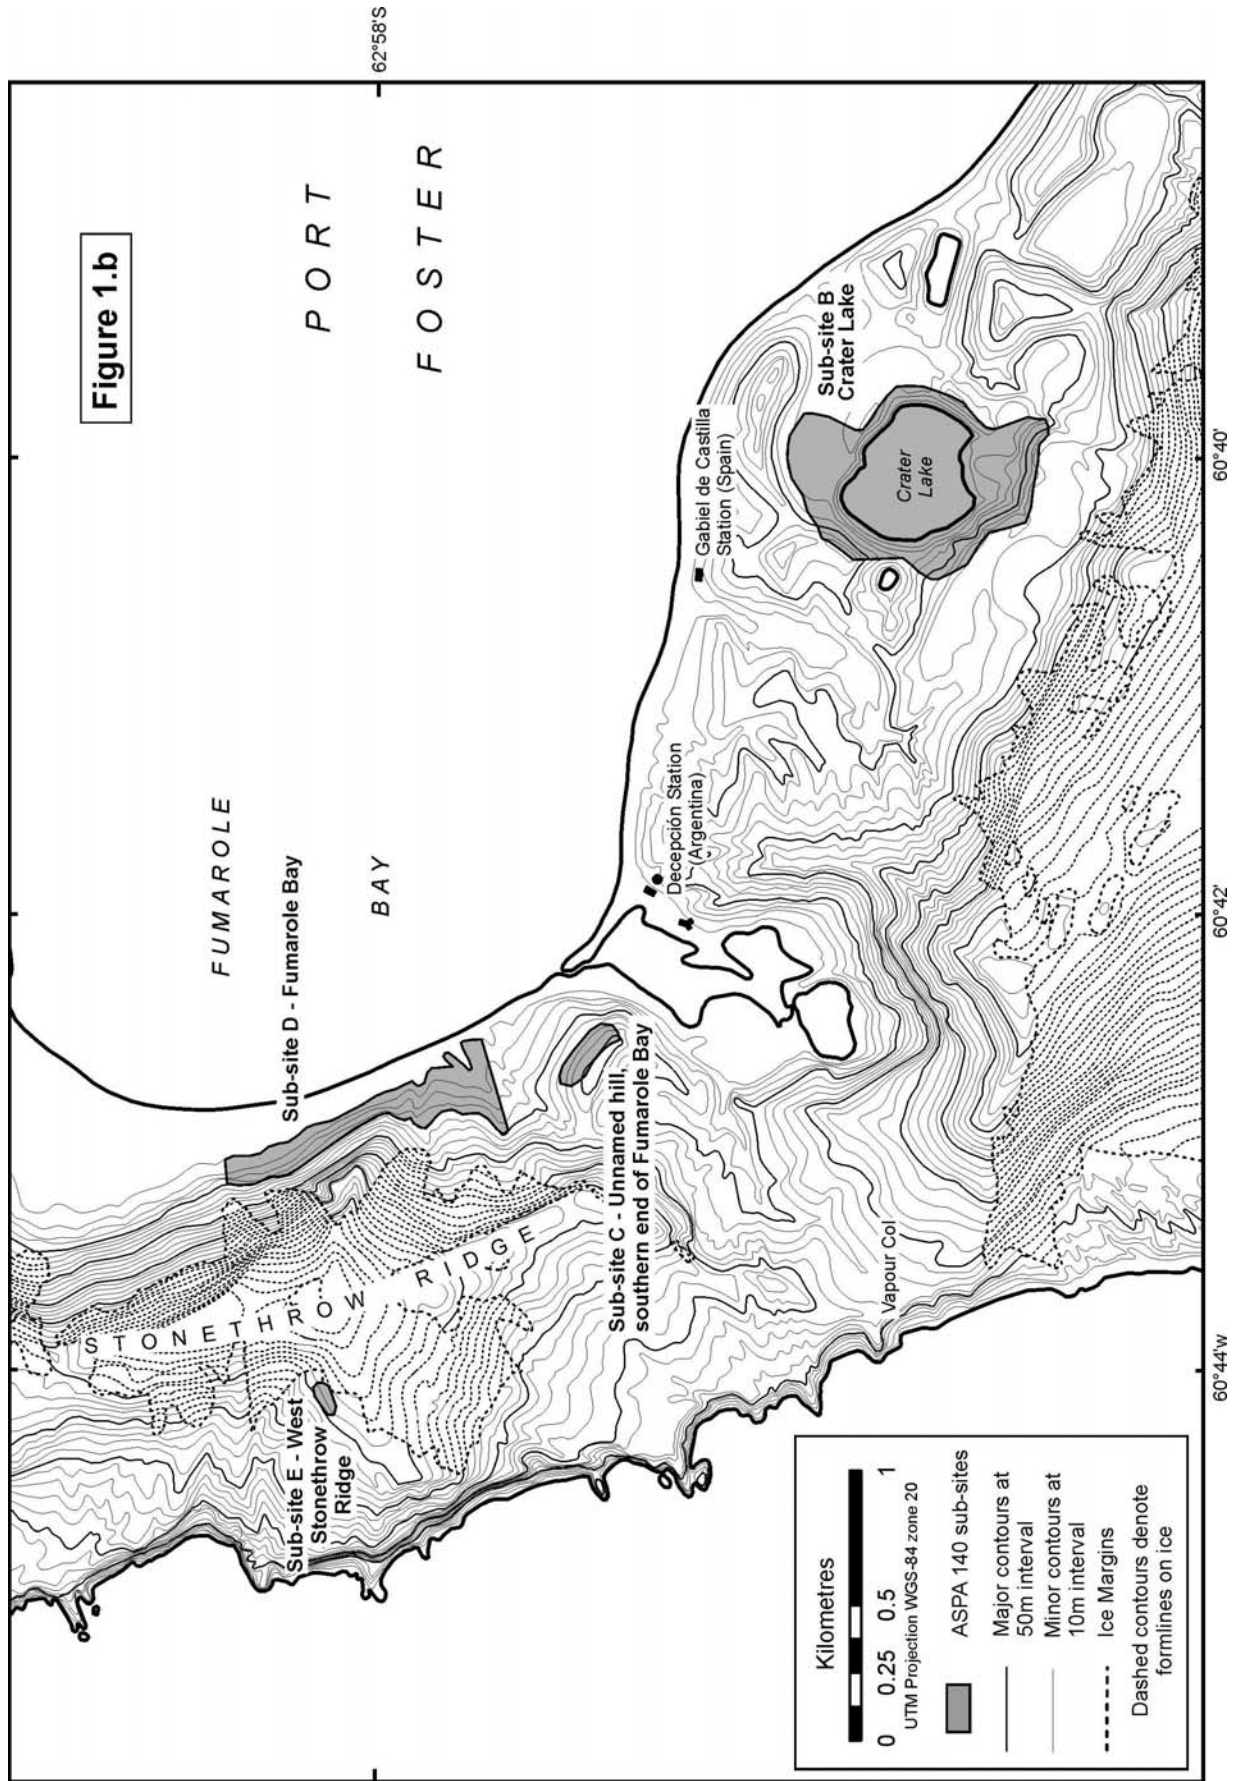 Figure 1.b
62°58'S
PORT
FOSTER
FUMAROLE
BAY
Sub-site D - Fumarole Bay
STONETHROW RIDGE
Sub-site E - West
Stonethrow
Ridge
Sub-site C - Unnamed hill,
southern end of Fumarole Bay
Decepción Station
(Argentina)
Gabiel de Castilla
Station (Spain)
Sub-site B
Crater Lake
Crater
Lake
Vapour Col
60°44'W
60°42'
60°40'
Kilometres
0 0.25 0.5 1
UTM Projection WGS-84 zone 20
ASPA 140 sub-sites
Major contours at
50m interval
Minor contours at
10m interval
Ice Margins
Dashed contours denote
formlines on ice